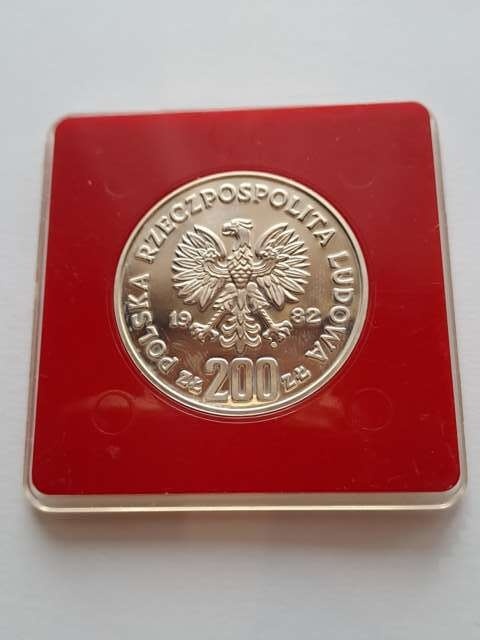 POLSKA RZECZPOSPOLITA LUDOWA
19 82
ZŁ 200 ZŁ